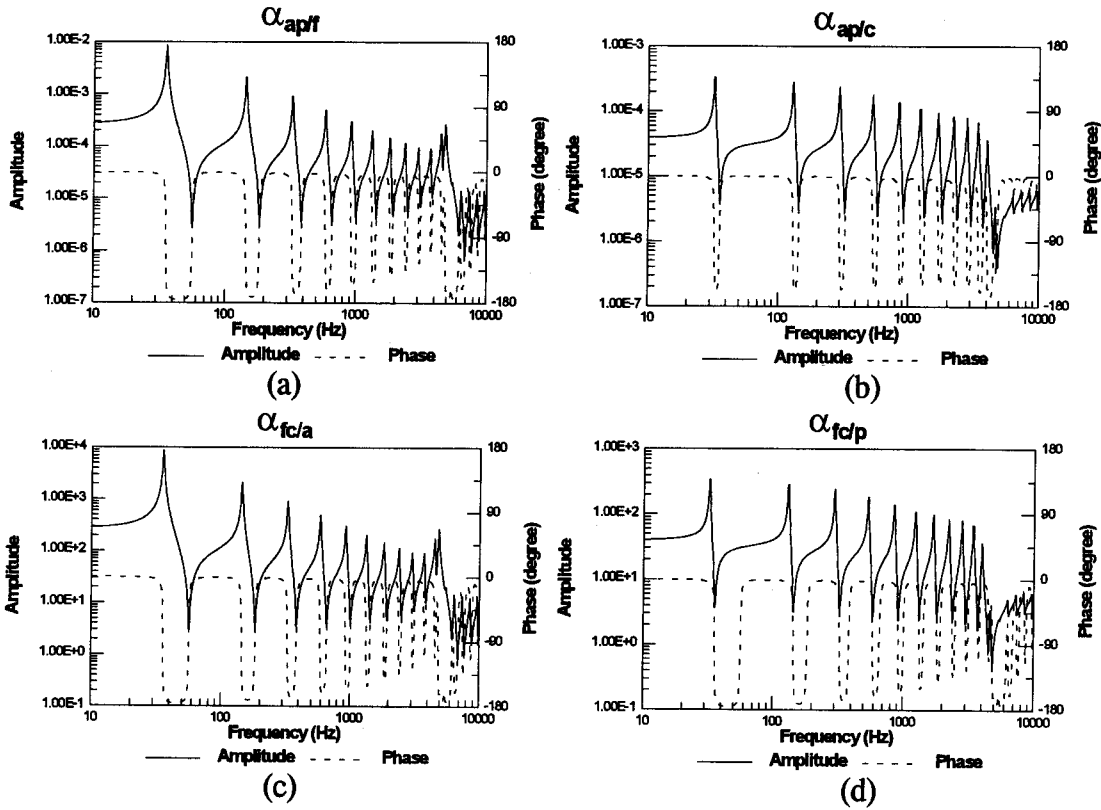 α ap/f
1.00E-2
1.00E-3
1.00E-4
1.00E-5
1.00E-6
1.00E-7
Amplitude
180
90
0
-90
-180
Phase (degree)
10 100 1000 10000
Frequency (Hz)
Amplitude Phase
(a)
α ap/c
1.00E-3
1.00E-4
1.00E-5
1.00E-6
1.00E-7
Amplitude
180
90
0
-90
-180
Phase (degree)
10 100 1000 10000
Frequency (Hz)
Amplitude Phase
(b)
α fc/a
1.00E+4
1.00E+3
1.00E+2
1.00E+1
1.00E+0
1.00E-1
Amplitude
180
90
0
-90
-180
Phase (degree)
10 100 1000 10000
Frequency (Hz)
Amplitude Phase
(c)
α fc/p
1.00E+3
1.00E+2
1.00E+1
1.00E+0
1.00E-1
Amplitude
180
90
0
-90
-180
Phase (degree)
10 100 1000 10000
Frequency (Hz)
Amplitude Phase
(d)